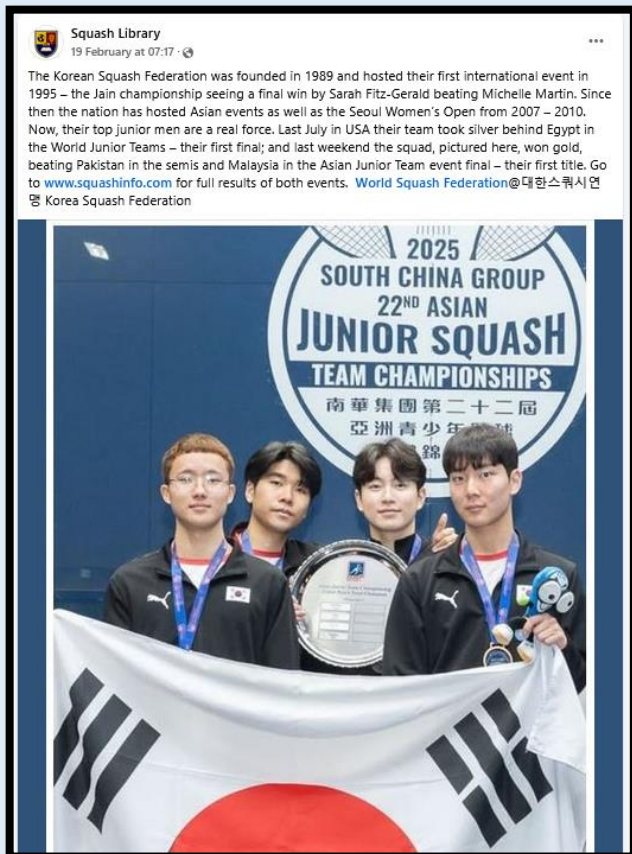 Squash Library
19 February at 07:17 ·
The Korean Squash Federation was founded in 1989 and hosted their first international event in
1995 – the Jain championship seeing a final win by Sarah Fitz-Gerald beating Michelle Martin. Since
then the nation has hosted Asian events as well as the Seoul Women's Open from 2007 – 2010.
Now, their top junior men are a real force. Last July in USA their team took silver behind Egypt in
the World Junior Teams – their first final; and last weekend the squad, pictured here, won gold,
beating Pakistan in the semis and Malaysia in the Asian Junior Team event final – their first title. Go
to www.squashinfo.com for full results of both events. World Squash Federation@대한스쿼시연
맹 Korea Squash Federation
2025
SOUTH CHINA GROUP
22ND ASIAN
JUNIOR SQUASH
TEAM CHAMPIONSHIPS
南華集團第二十二屆
亞洲青少年
錦